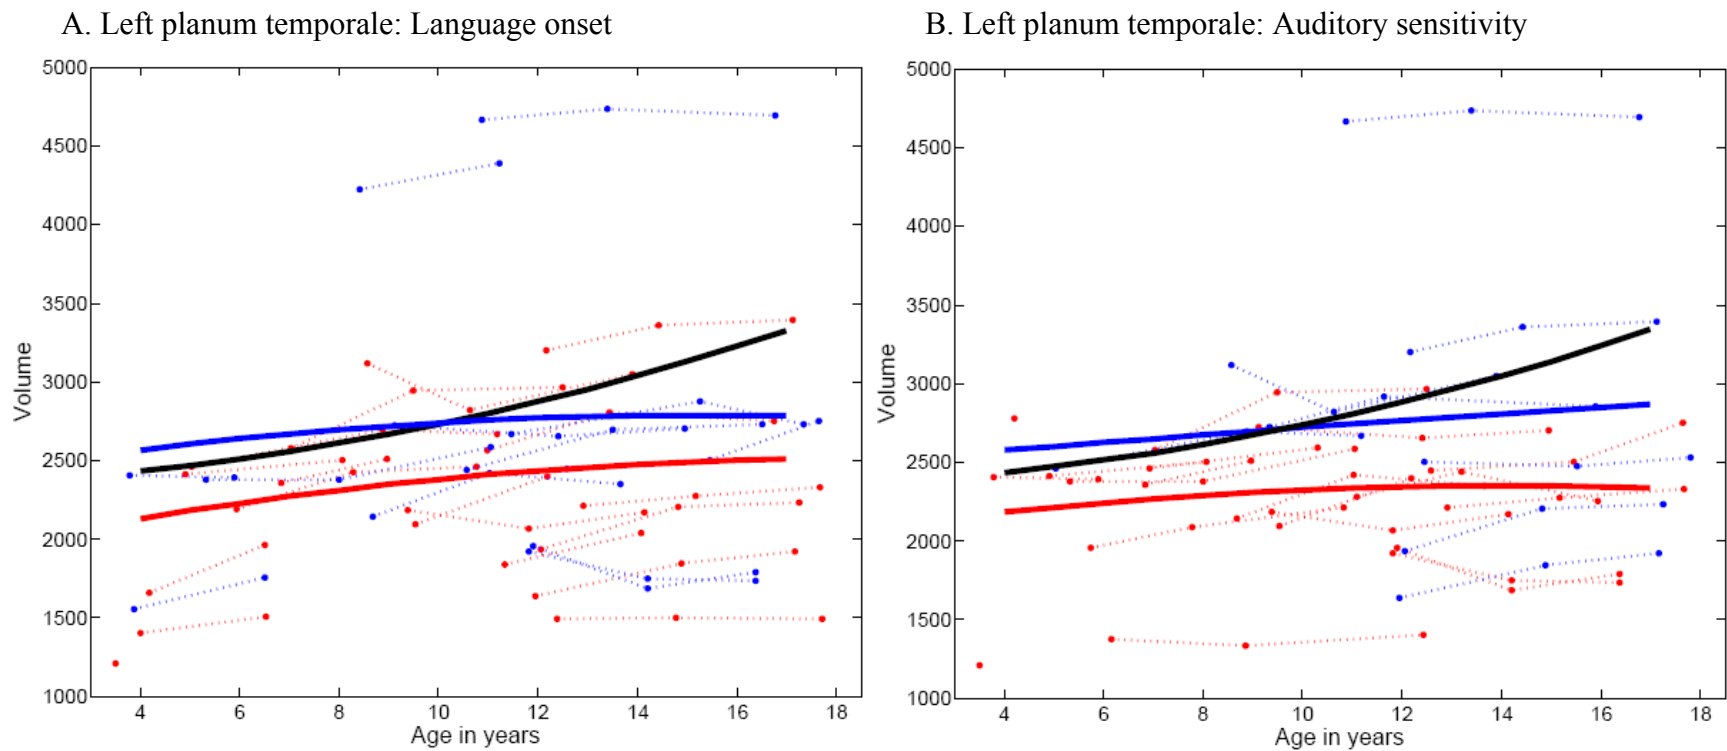 A. Left planum temporale: Language onset
5000
4500
4000
3500
3000
2500
2000
1500
1000
Volume
4 6 8 10 12 14 16 18
Age in years
B. Left planum temporale: Auditory sensitivity
5000
4500
4000
3500
3000
2500
2000
1500
1000
Volume
4 6 8 10 12 14 16 18
Age in years